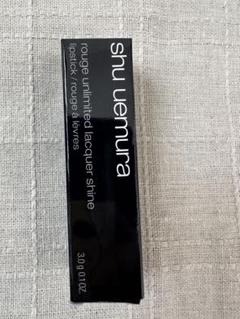 shu uemura
rouge unlimited lacquer shine
lipstick / rouge à lèvres
3.0 g 0.1 OZ.